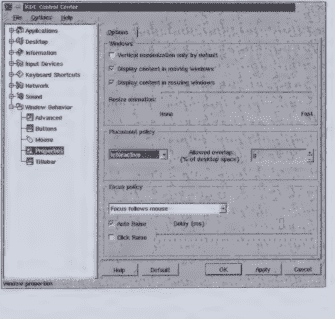 KDE Control Center
File Options Help
Applications
Desktop
Information
Input Devices
Keyboard Shortcuts
Network
Sound
Window Behavior
Advanced
Buttons
Mouse
Properties
Titlebar
Options
Windows
Vertical maximization only by default
Display content in moving windows
Display content in resizing windows
Resize animation:
None
Fast
Placement policy
Interactive
Allowed overlap:
(% of desktop space)
0
Focus policy
Focus follows mouse
Auto Raise
Delay (ms)
Click Raise
Help
Default
OK
Apply
Cancel
Window properties